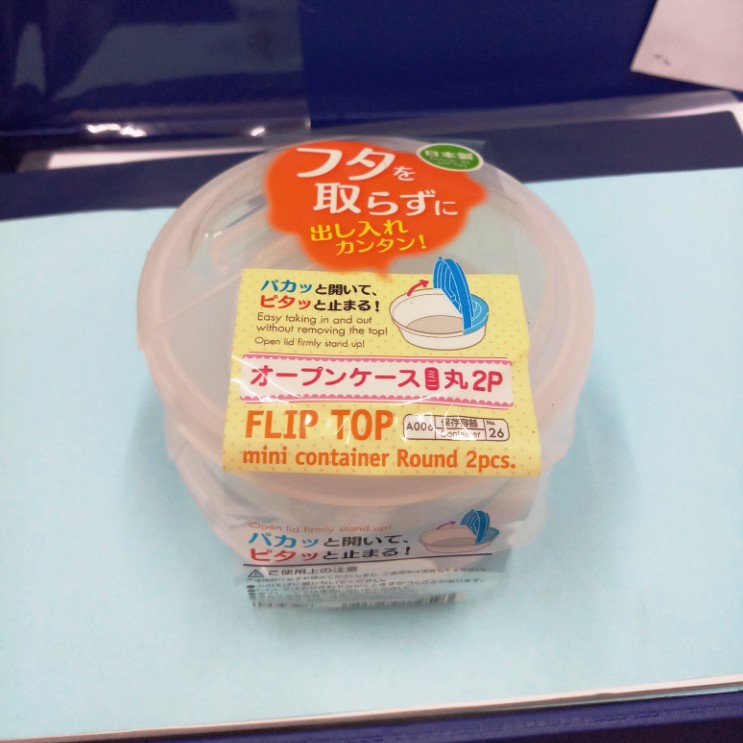 日本製
フタを
取らずに
出し入れ
カンタン!
パカッと開いて、
ピタッと止まる!
Easy taking in and out
without removing the top!
Open lid firmly stand up!
オープンケースミニ丸2P
FLIP TOP
A006 保存容器 Container No. 26
mini container Round 2pcs.
Open lid firmly stand up!
パカッと開いて、
ピタッと止まる!
ご使用上の注意